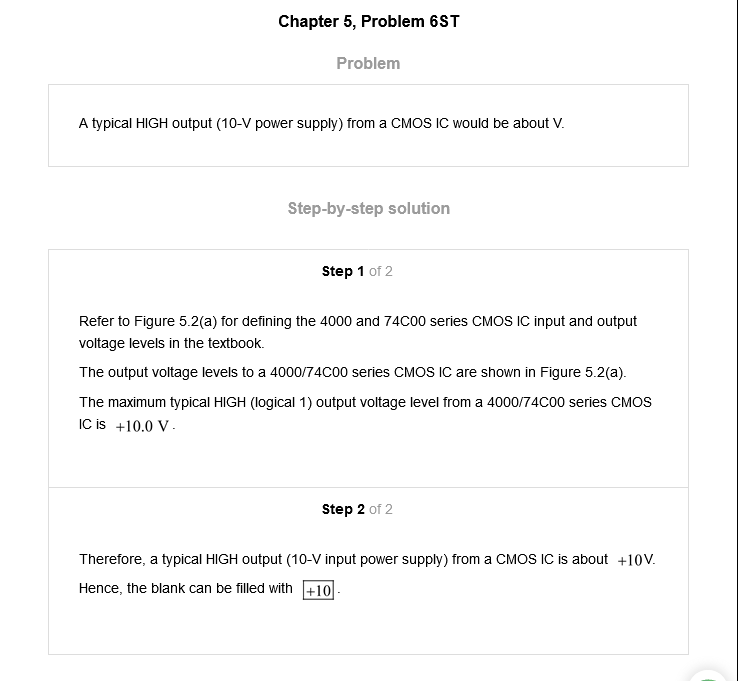 Chapter 5, Problem 6ST
Problem
A typical HIGH output (10-V power supply) from a CMOS IC would be about V.
Step-by-step solution
Step 1 of 2
Refer to Figure 5.2(a) for defining the 4000 and 74C00 series CMOS IC input and output
voltage levels in the textbook.
The output voltage levels to a 4000/74C00 series CMOS IC are shown in Figure 5.2(a).
The maximum typical HIGH (logical 1) output voltage level from a 4000/74C00 series CMOS
IC is +10.0 V.
Step 2 of 2
Therefore, a typical HIGH output (10-V input power supply) from a CMOS IC is about +10V.
Hence, the blank can be filled with +10.